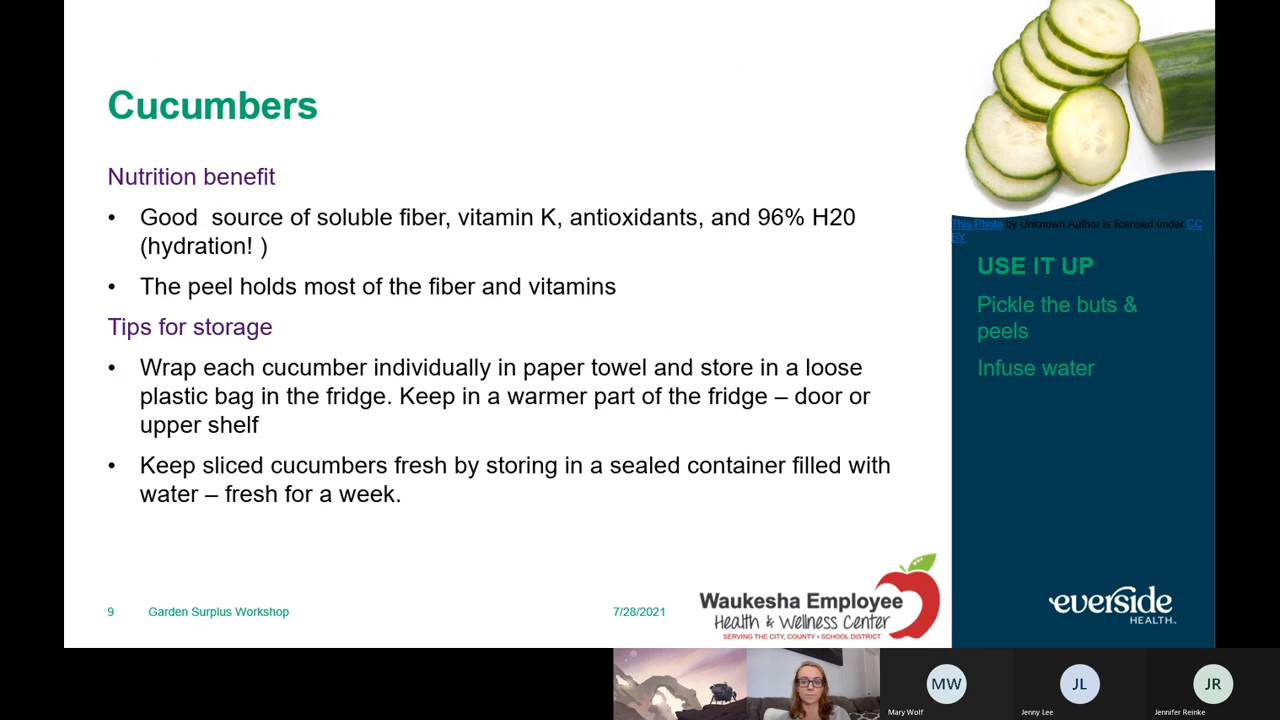 Cucumbers
Nutrition benefit
• Good  source of soluble fiber, vitamin K, antioxidants, and 96% H20
(hydration! )
• The peel holds most of the fiber and vitamins
Tips for storage
• Wrap each cucumber individually in paper towel and store in a loose
plastic bag in the fridge. Keep in a warmer part of the fridge – door or
upper shelf
• Keep sliced cucumbers fresh by storing in a sealed container filled with
water – fresh for a week.
This Photo by Unknown Author is licensed under CC
BY
USE IT UP
Pickle the buts &
peels
Infuse water
9 Garden Surplus Workshop 7/28/2021
Waukesha Employee
Health & Wellness Center
SERVING THE CITY, COUNTY + SCHOOL DISTRICT
everside
HEALTH™
MW
Mary Wolf
JL
Jenny Lee
JR
Jennifer Reinke